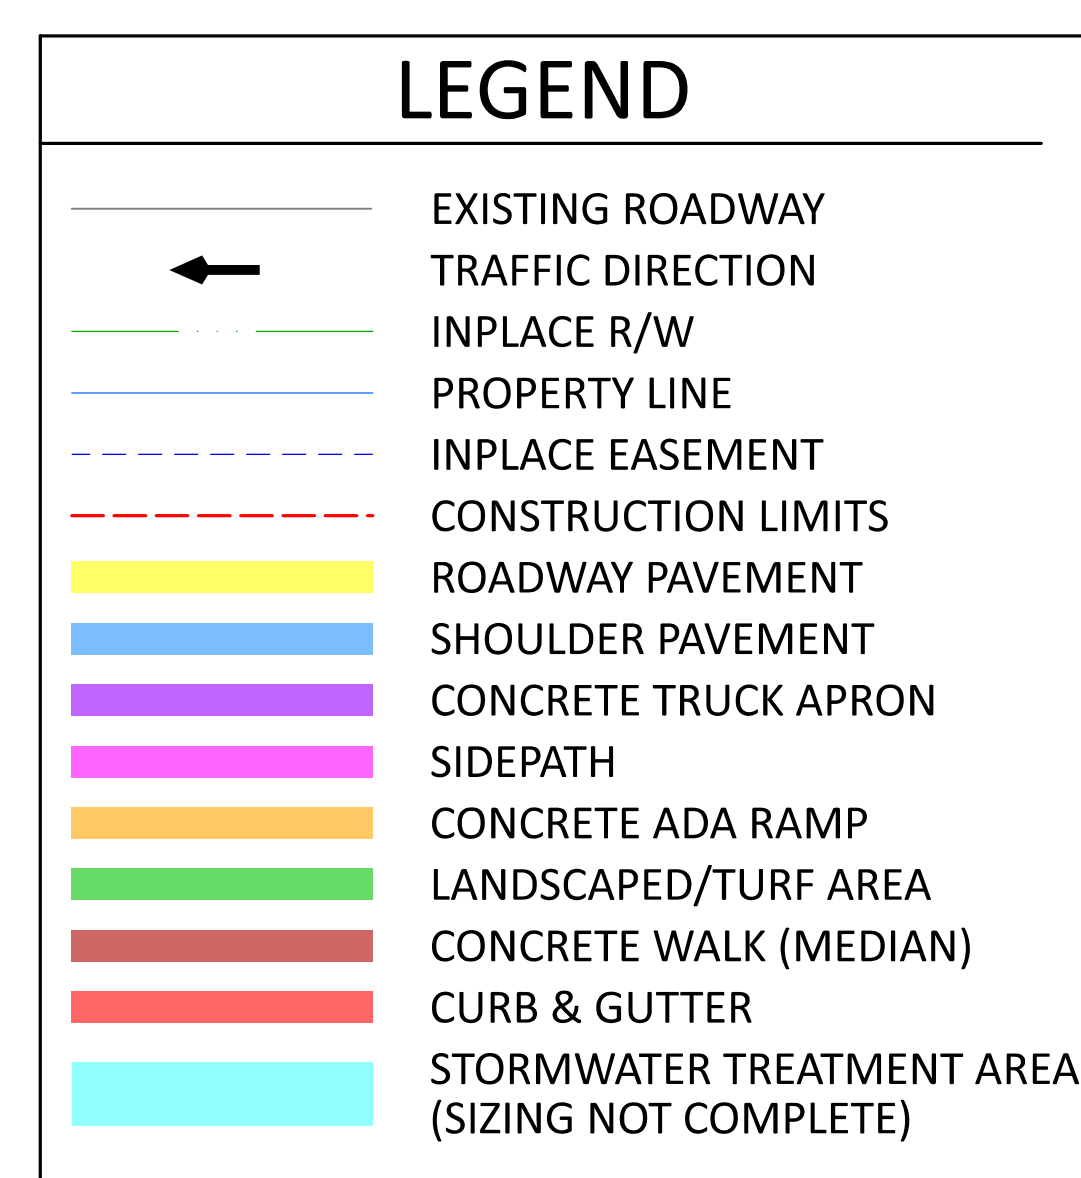 LEGEND
EXISTING ROADWAY
TRAFFIC DIRECTION
INPLACE R/W
PROPERTY LINE
INPLACE EASEMENT
CONSTRUCTION LIMITS
ROADWAY PAVEMENT
SHOULDER PAVEMENT
CONCRETE TRUCK APRON
SIDEPATH
CONCRETE ADA RAMP
LANDSCAPED/TURF AREA
CONCRETE WALK (MEDIAN)
CURB & GUTTER
STORMWATER TREATMENT AREA
(SIZING NOT COMPLETE)